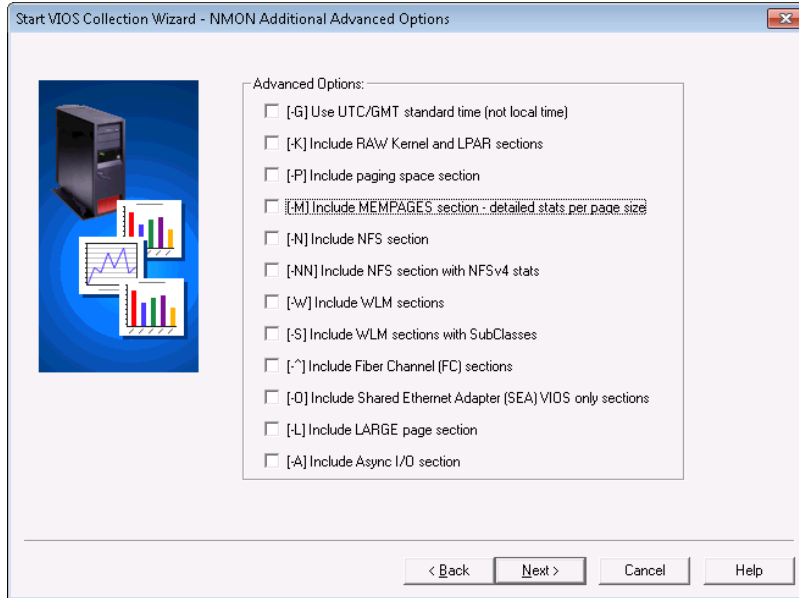 Start VIOS Collection Wizard - NMON Additional Advanced Options
Advanced Options:
[-G] Use UTC/GMT standard time (not local time)
[-K] Include RAW Kernel and LPAR sections
[-P] Include paging space section
[-M] Include MEMPAGES section - detailed stats per page size
[-N] Include NFS section
[-NN] Include NFS section with NFSv4 stats
[-W] Include WLM sections
[-S] Include WLM sections with SubClasses
[-^] Include Fiber Channel (FC) sections
[-O] Include Shared Ethernet Adapter (SEA) VIOS only sections
[-L] Include LARGE page section
[-A] Include Async I/O section
< Back Next > Cancel Help